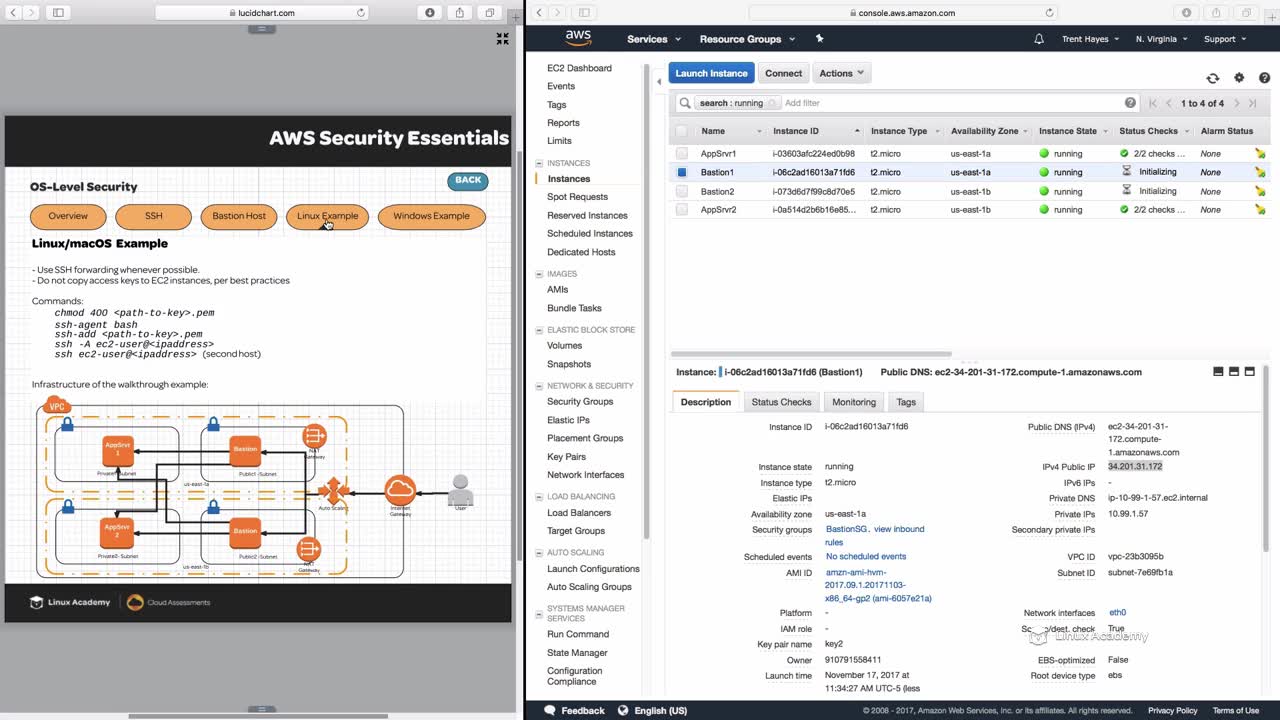 lucidchart.com
AWS Security Essentials
OS-Level Security
BACK
Overview
SSH
Bastion Host
Linux Example
Windows Example
Linux/macOS Example
- Use SSH forwarding whenever possible.
- Do not copy access keys to EC2 instances, per best practices
Commands:
chmod 400 <path-to-key>.pem
ssh-agent bash
ssh-add <path-to-key>.pem
ssh -A ec2-user@<ipaddress>
ssh ec2-user@<ipaddress> (second host)
Infrastructure of the walkthrough example:
VPC
AppSrvr
1
Private1-Subnet
Bastion
Public1-Subnet
NAT
Gateway
us-east-1a
Auto Scaling
Internet
Gateway
User
AppSrvr
2
Private2-Subnet
Bastion
Public2-Subnet
NAT
Gateway
us-east-1b
Linux Academy
Cloud Assessments
console.aws.amazon.com
aws
Services
Resource Groups
Trent Hayes
N. Virginia
Support
EC2 Dashboard
Events
Tags
Reports
Limits
INSTANCES
Instances
Spot Requests
Reserved Instances
Scheduled Instances
Dedicated Hosts
IMAGES
AMIs
Bundle Tasks
ELASTIC BLOCK STORE
Volumes
Snapshots
NETWORK & SECURITY
Security Groups
Elastic IPs
Placement Groups
Key Pairs
Network Interfaces
LOAD BALANCING
Load Balancers
Target Groups
AUTO SCALING
Launch Configurations
Auto Scaling Groups
SYSTEMS MANAGER
SERVICES
Run Command
State Manager
Configuration
Compliance
Launch Instance
Connect
Actions
search : running
Add filter
1 to 4 of 4
Name Instance ID Instance Type Availability Zone Instance State Status Checks Alarm Status
AppSrvr1 i-03603afc224ed0b98 t2.micro us-east-1a running 2/2 checks ... None
Bastion1 i-06c2ad16013a71fd6 t2.micro us-east-1a running Initializing None
Bastion2 i-073d6d7f99c8d70e5 t2.micro us-east-1b running Initializing None
AppSrvr2 i-0a514d2b6b16e85... t2.micro us-east-1b running 2/2 checks ... None
Instance: i-06c2ad16013a71fd6 (Bastion1) Public DNS: ec2-34-201-31-172.compute-1.amazonaws.com
Description
Status Checks
Monitoring
Tags
Instance ID i-06c2ad16013a71fd6
Instance state running
Instance type t2.micro
Elastic IPs
Availability zone us-east-1a
Security groups BastionSG. view inbound
rules
Scheduled events No scheduled events
AMI ID amzn-ami-hvm-
2017.09.1.20171103-
x86_64-gp2 (ami-6057e21a)
Platform -
IAM role -
Key pair name key2
Owner 910791558411
Launch time November 17, 2017 at
11:34:27 AM UTC-5 (less
Public DNS (IPv4) ec2-34-201-31-
172.compute-
1.amazonaws.com
IPv4 Public IP 34.201.31.172
IPv6 IPs -
Private DNS ip-10-99-1-57.ec2.internal
Private IPs 10.99.1.57
Secondary private IPs
VPC ID vpc-23b3095b
Subnet ID subnet-7e69fb1a
Network interfaces eth0
Source/dest. check True
Linux Academy
EBS-optimized False
Root device type ebs
Feedback
English (US)
© 2008 - 2017, Amazon Web Services, Inc. or its affiliates. All rights reserved.
Privacy Policy
Terms of Use